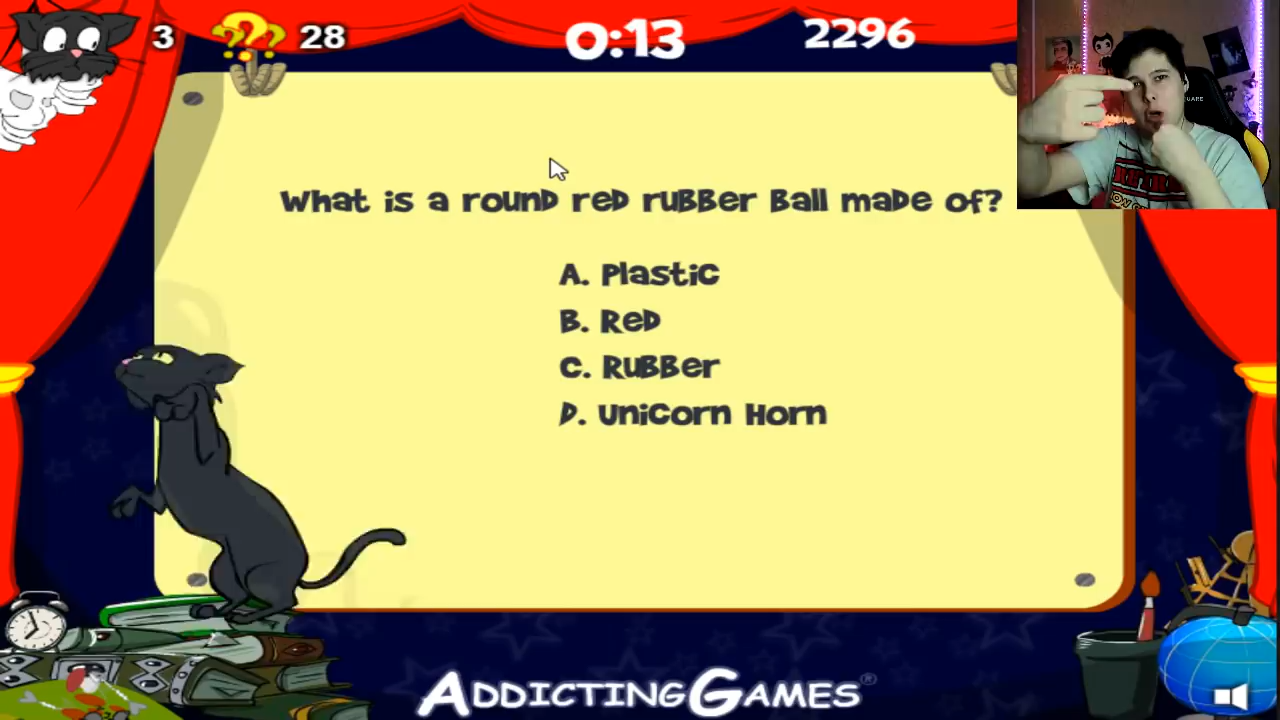 3
28
0:13
2296
What is a round red rubber ball made of?
A. Plastic
B. Red
C. Rubber
D. Unicorn Horn
AddictingGames®